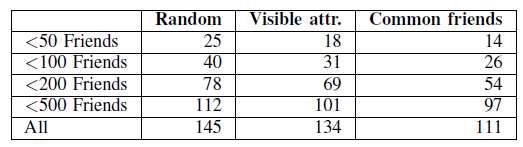 Random Visible attr. Common friends
<50 Friends 25 18 14
<100 Friends 40 31 26
<200 Friends 78 69 54
<500 Friends 112 101 97
All 145 134 111